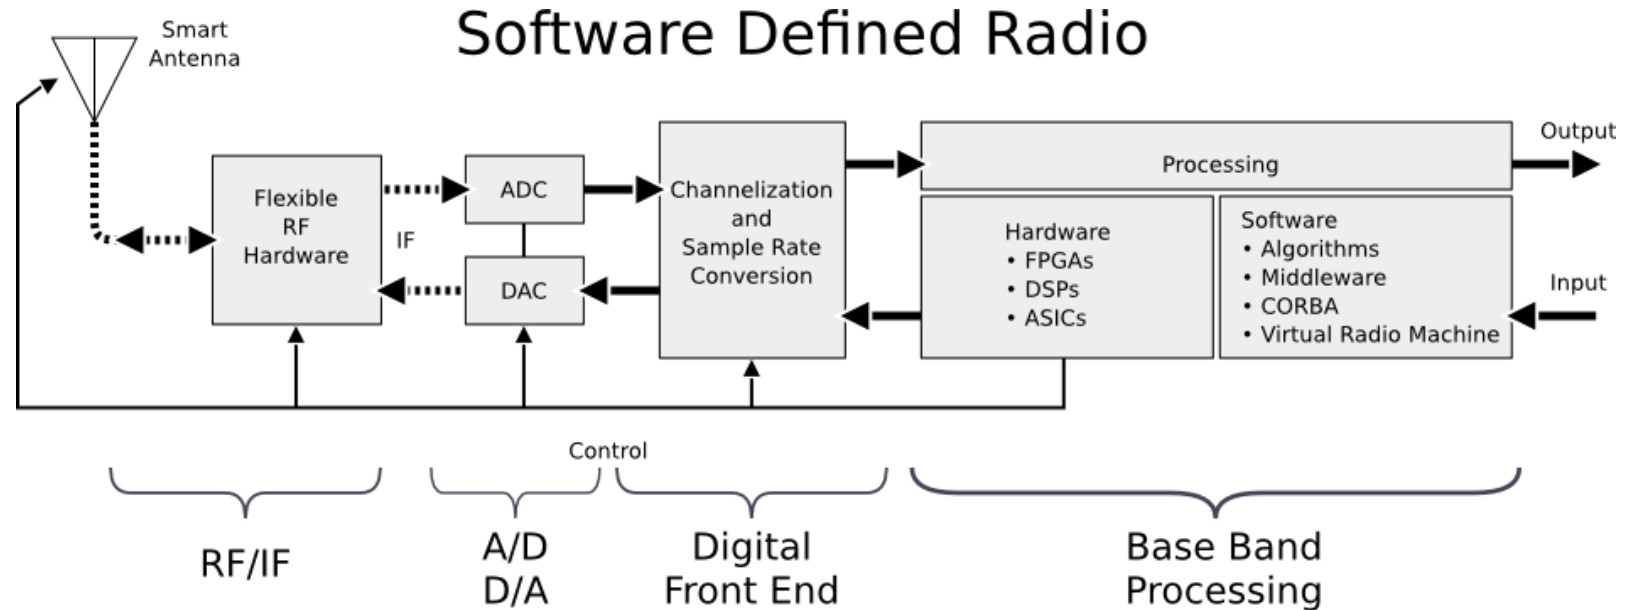 Software Defined Radio
Smart
Antenna
Flexible
RF
Hardware
IF
ADC
DAC
Channelization
and
Sample Rate
Conversion
Processing
Hardware
• FPGAs
• DSPs
• ASICs
Software
• Algorithms
• Middleware
• CORBA
• Virtual Radio Machine
Output
Input
Control
RF/IF
A/D
D/A
Digital
Front End
Base Band
Processing